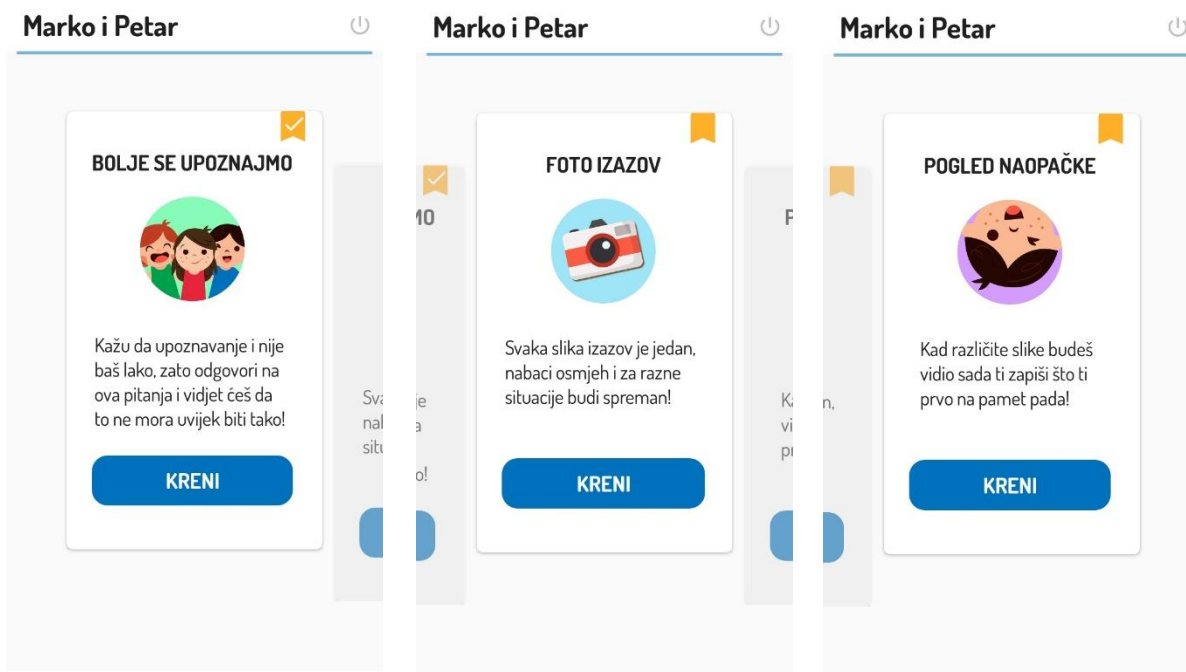 Marko i Petar
BOLJE SE UPOZNAJMO
Kažu da upoznavanje i nije
baš lako, zato odgovori na
ova pitanja i vidjet ćeš da
to ne mora uvijek biti tako!
KRENI
Marko i Petar
FOTO IZAZOV
Svaka slika izazov je jedan,
nabaci osmjeh i za razne
situacije budi spreman!
KRENI
Marko i Petar
POGLED NAOPAČKE
Kad različite slike budeš
vidio sada ti zapiši što ti
prvo na pamet pada!
KRENI